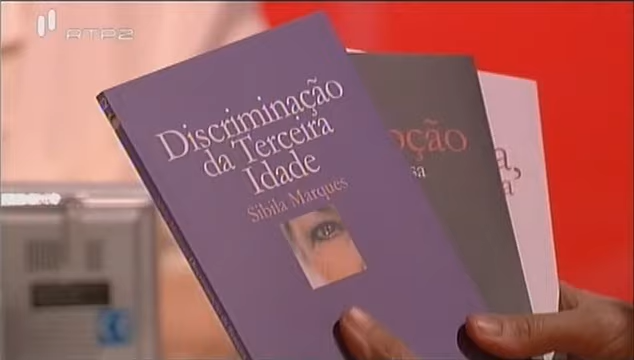 RTP2
Discriminação
da Terceira
Idade
Sibila Marques
oção
sa
a,
a